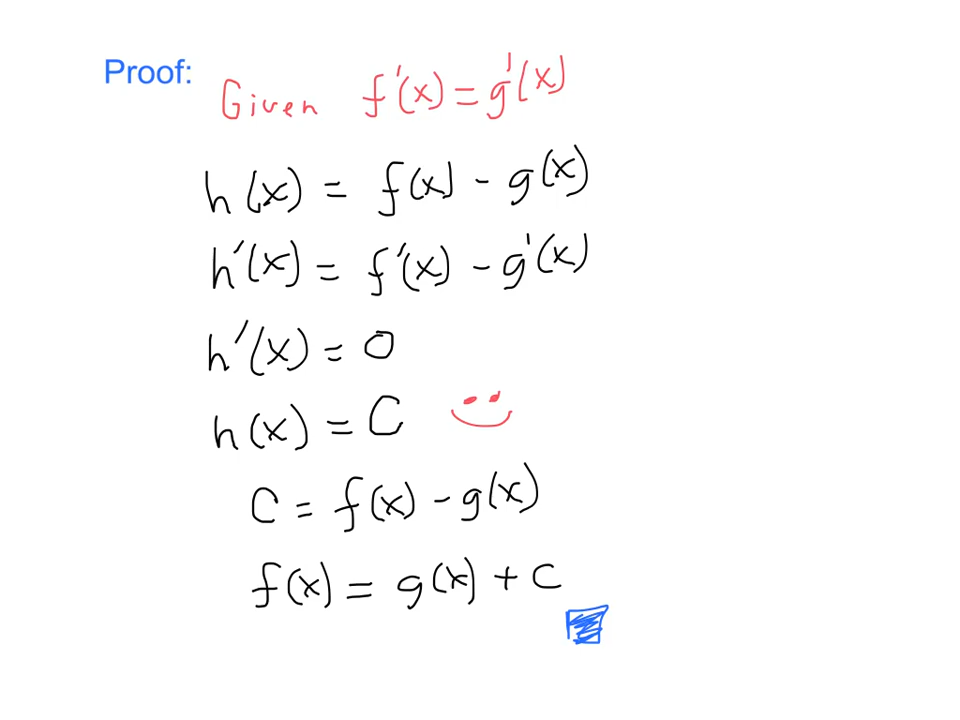 Proof:
Given f'(x) = g'(x)
h(x) = f(x) - g(x)
h'(x) = f'(x) - g'(x)
h'(x) = 0
h(x) = C
C = f(x) - g(x)
f(x) = g(x) + C